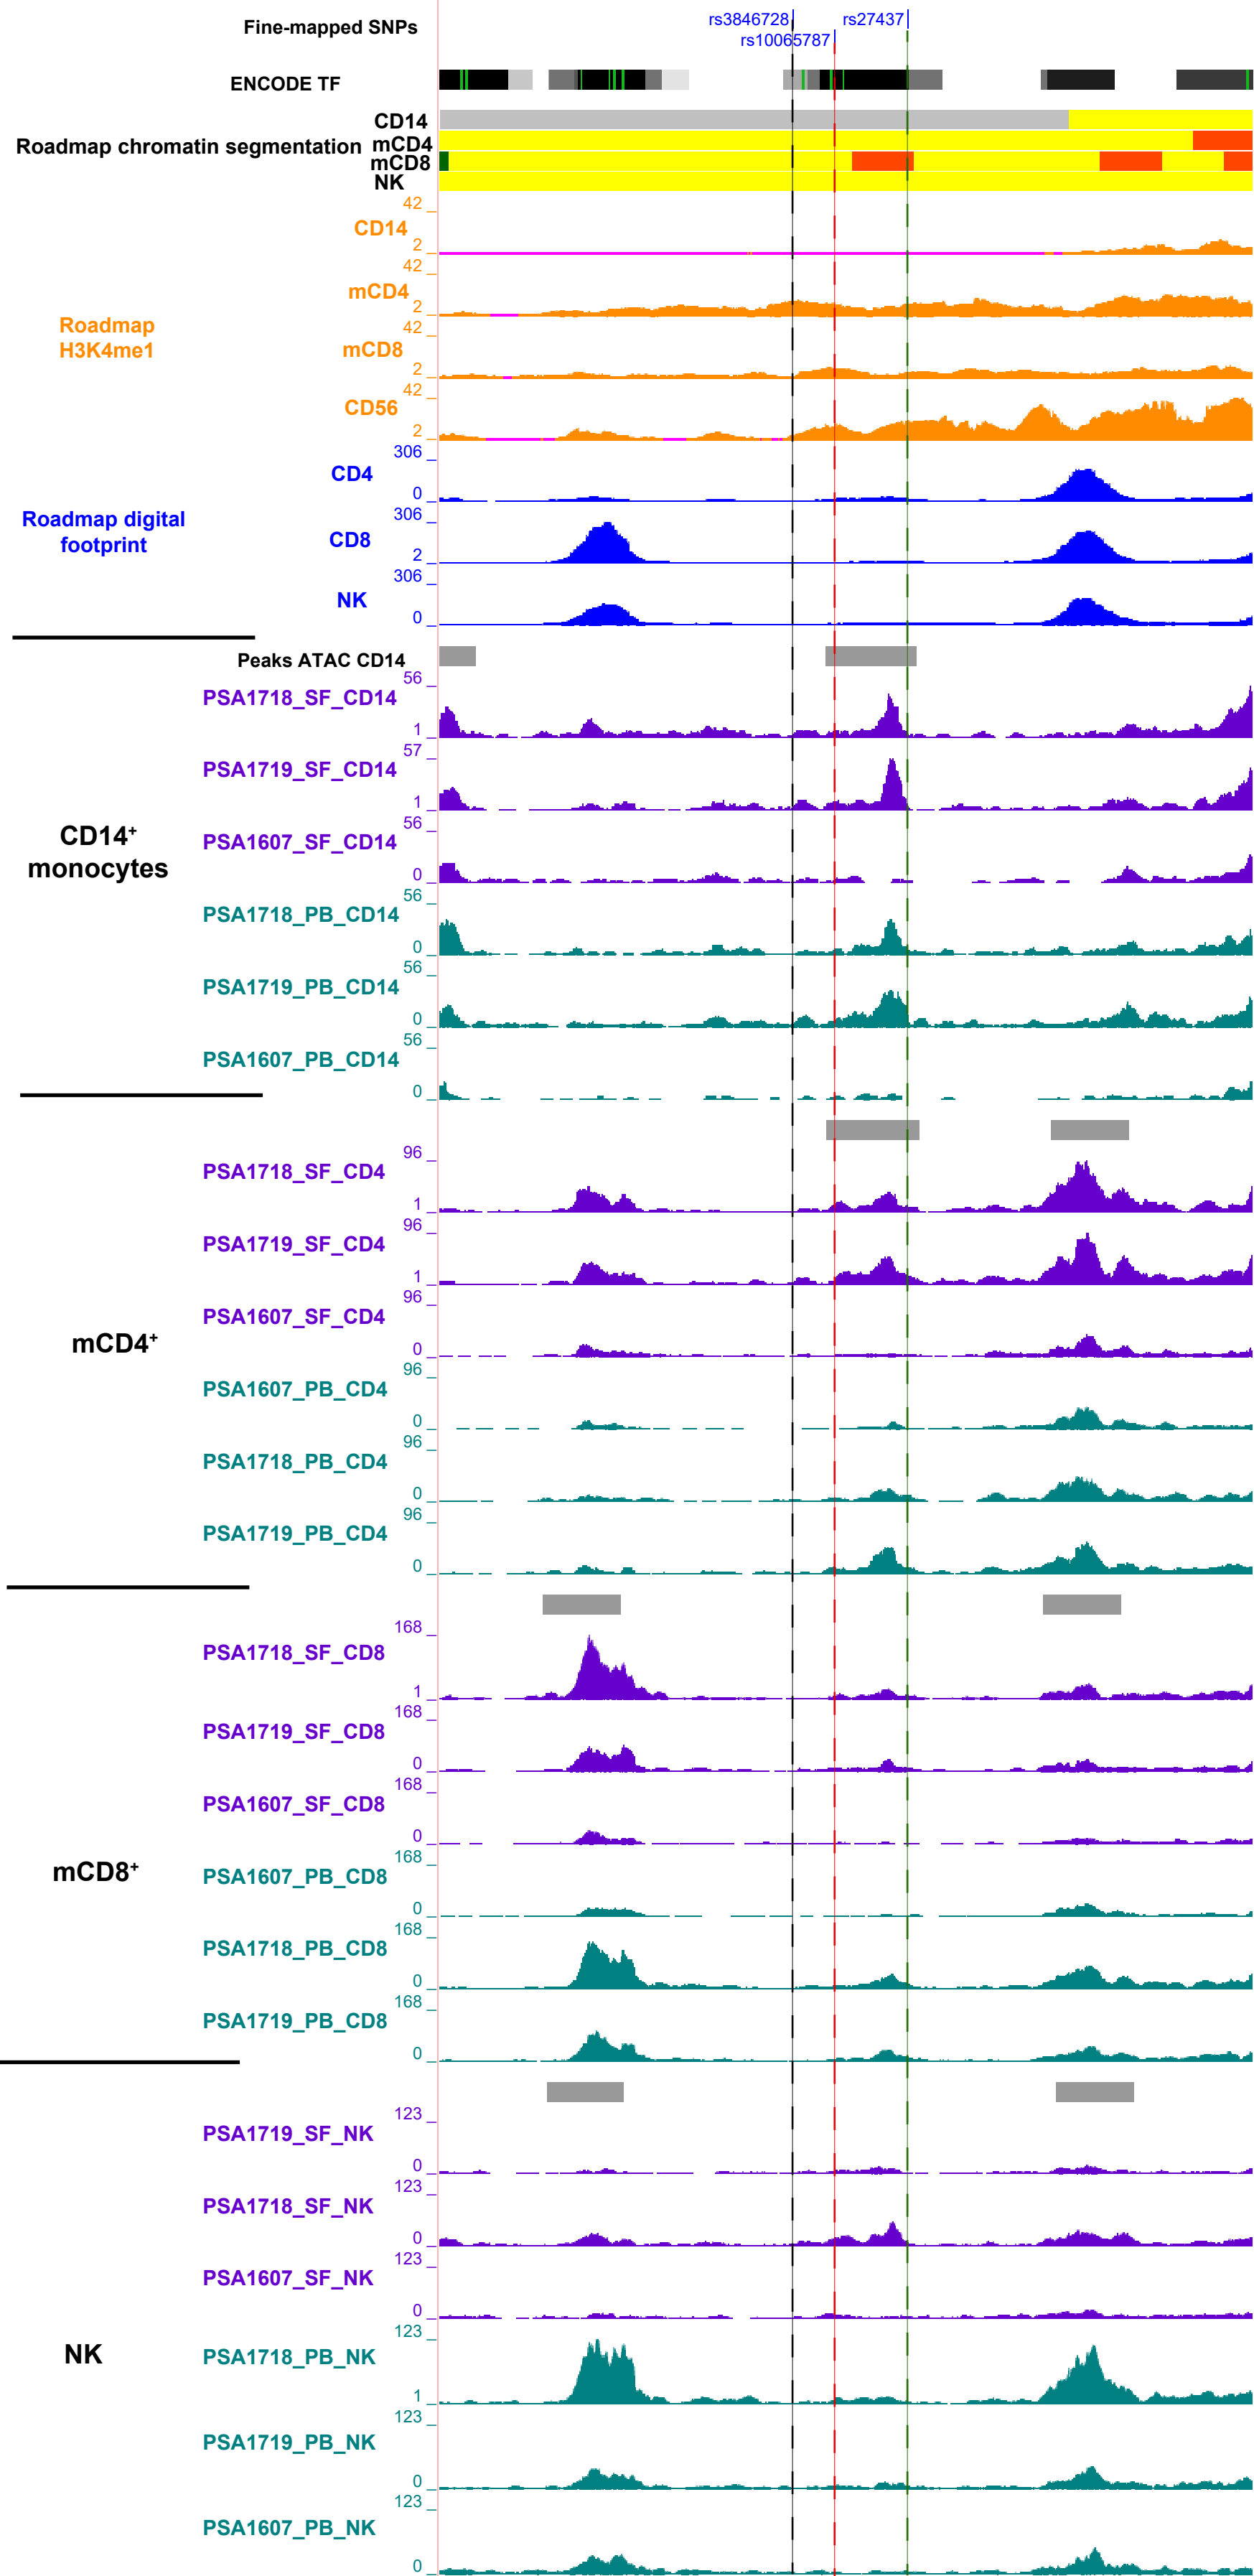 Fine-mapped SNPs
rs3846728
rs27437
rs10065787
ENCODE TF
Roadmap chromatin segmentation
CD14
mCD4
mCD8
NK
Roadmap
H3K4me1
42
CD14
2
42
mCD4
2
42
mCD8
2
42
CD56
2
Roadmap digital
footprint
306
CD4
0
306
CD8
2
306
NK
0
Peaks ATAC CD14
CD14+
monocytes
56
PSA1718_SF_CD14
1
57
PSA1719_SF_CD14
1
56
PSA1607_SF_CD14
0
56
PSA1718_PB_CD14
0
56
PSA1719_PB_CD14
0
56
PSA1607_PB_CD14
0
mCD4+
96
PSA1718_SF_CD4
1
96
PSA1719_SF_CD4
1
96
PSA1607_SF_CD4
0
96
PSA1607_PB_CD4
0
96
PSA1718_PB_CD4
0
96
PSA1719_PB_CD4
0
mCD8+
168
PSA1718_SF_CD8
1
168
PSA1719_SF_CD8
0
168
PSA1607_SF_CD8
0
168
PSA1607_PB_CD8
0
168
PSA1718_PB_CD8
0
168
PSA1719_PB_CD8
0
NK
123
PSA1719_SF_NK
0
123
PSA1718_SF_NK
0
123
PSA1607_SF_NK
0
123
PSA1718_PB_NK
1
123
PSA1719_PB_NK
0
123
PSA1607_PB_NK
0